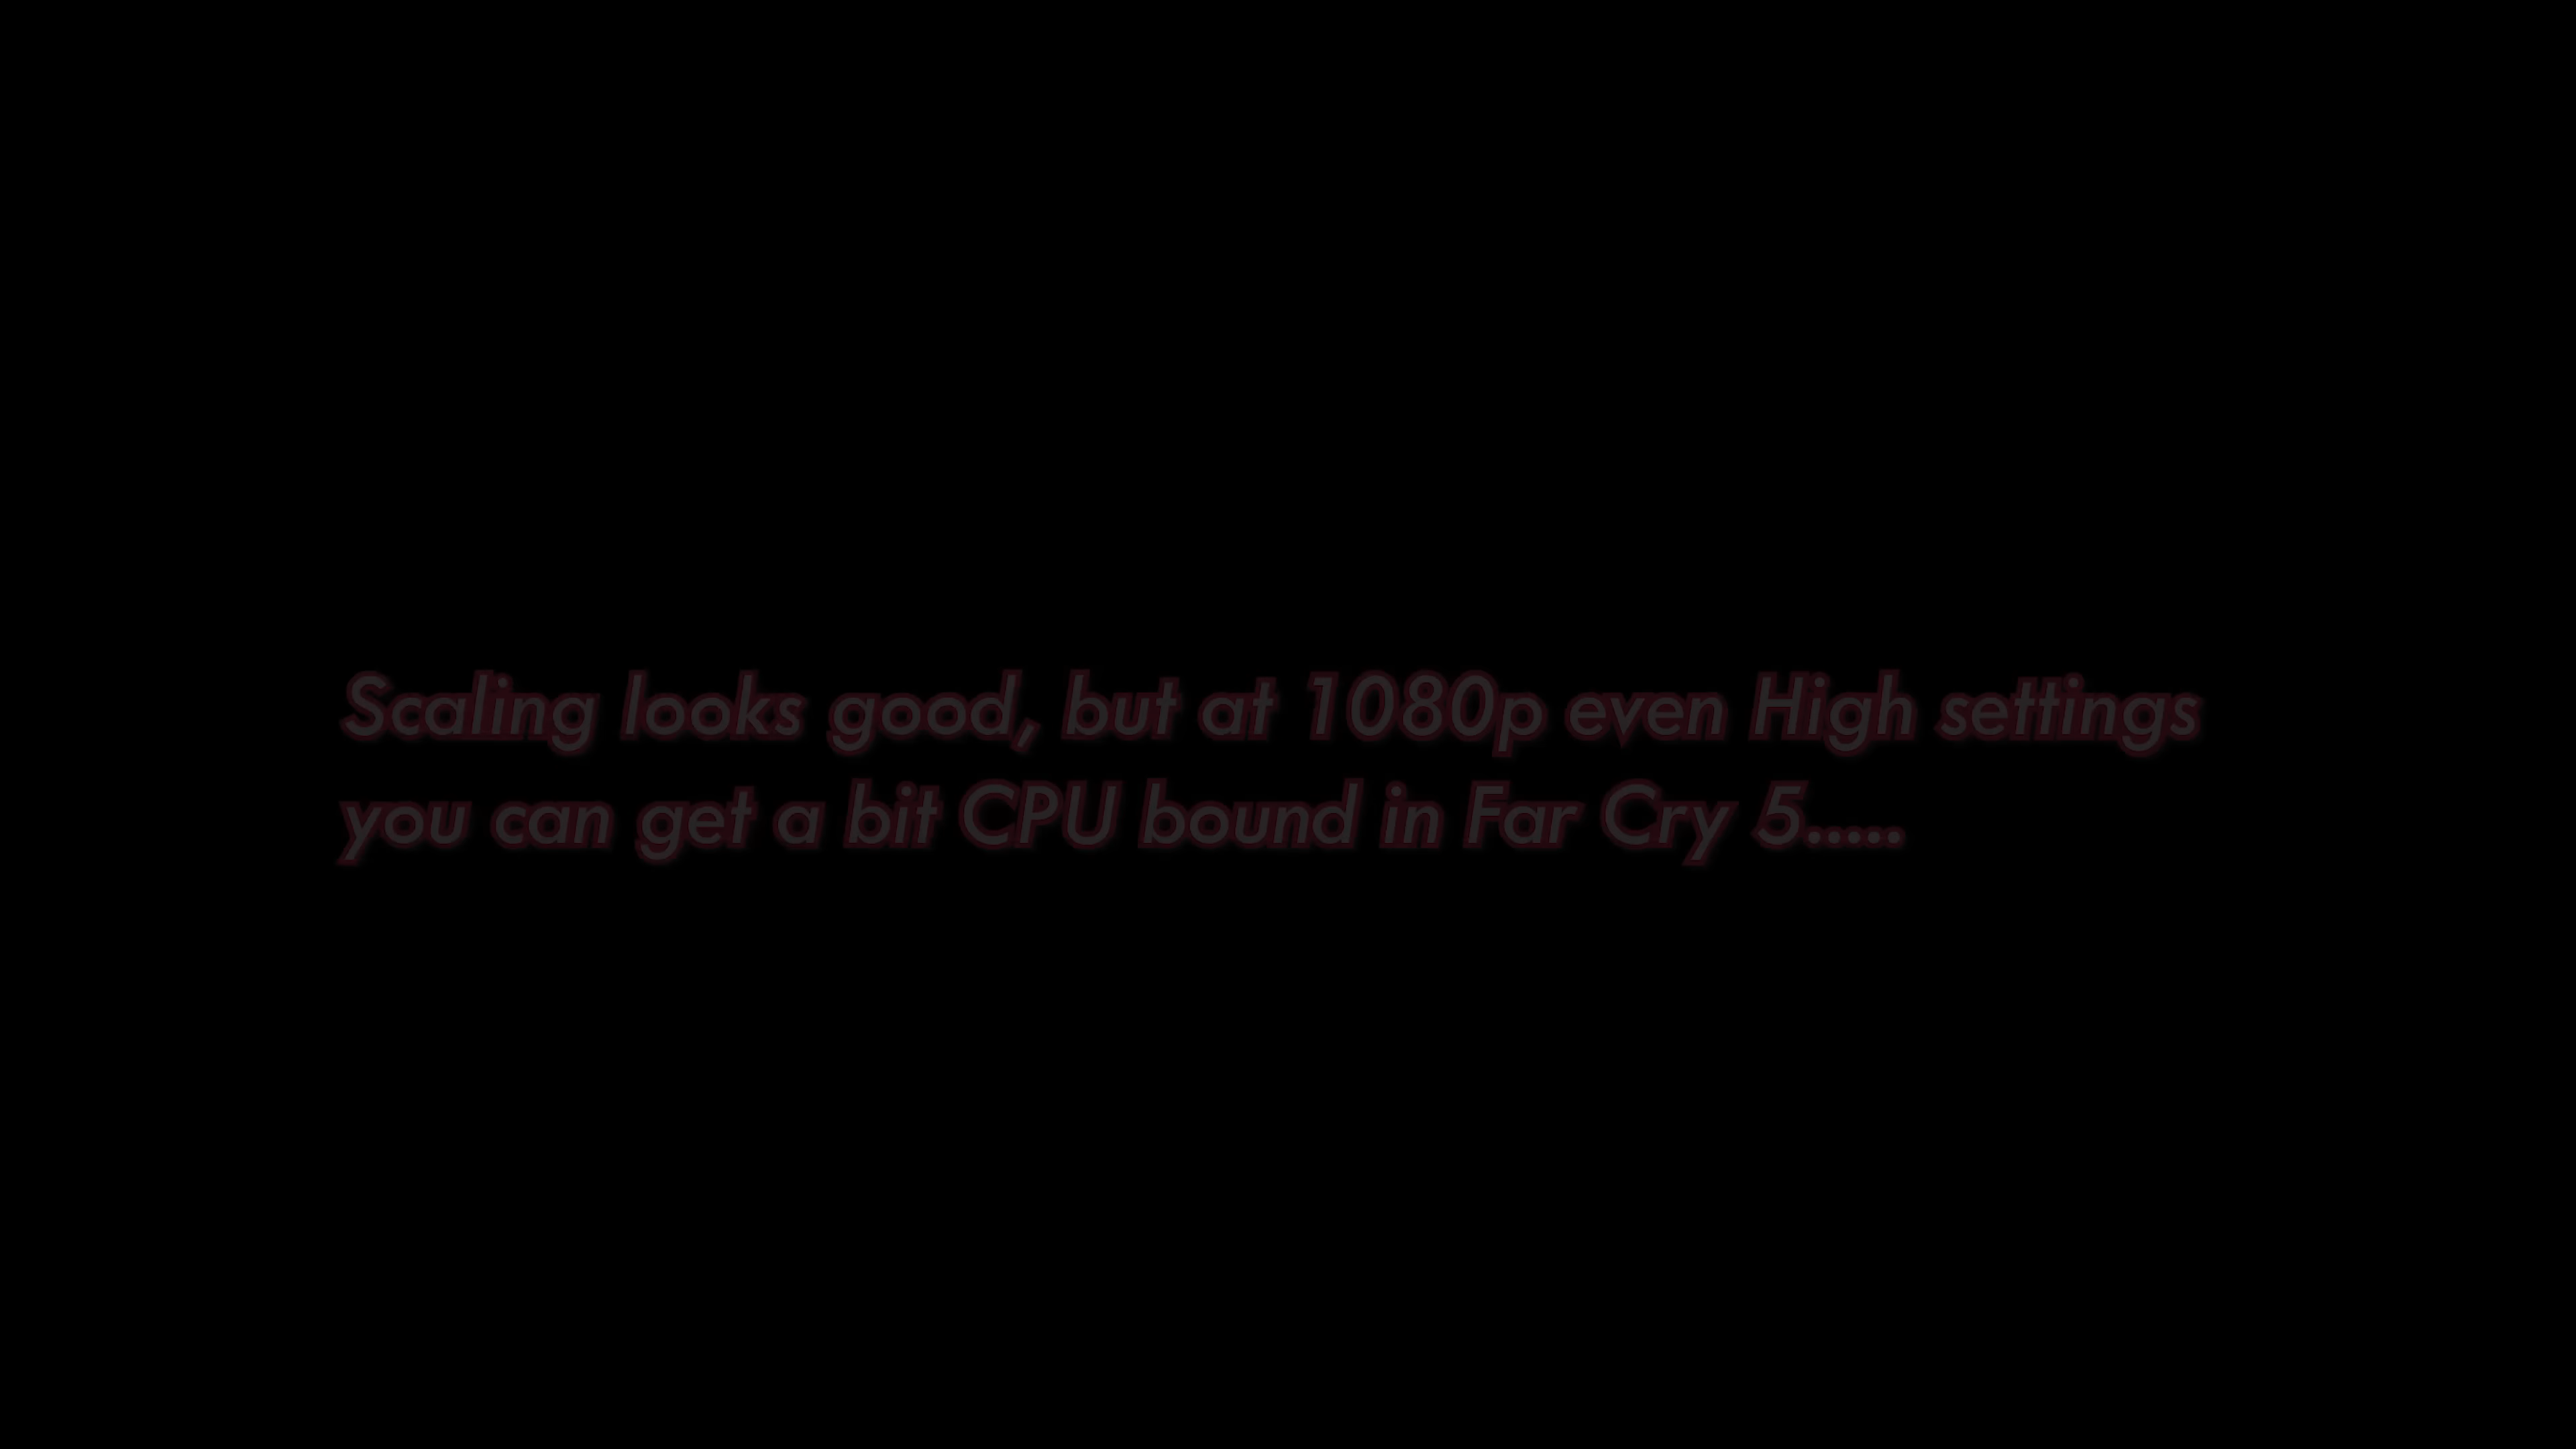 Scaling looks good, but at 1080p even High settings
you can get a bit CPU bound in Far Cry 5.....